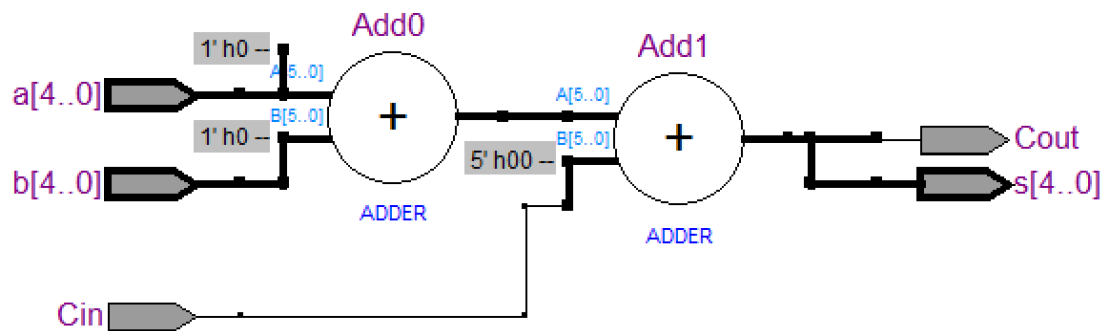 Add0
1' h0 --
A[5..0]
a[4..0]
B[5..0]
1' h0 --
+
b[4..0]
ADDER
Add1
A[5..0]
B[5..0]
5' h00 --
+
ADDER
Cout
s[4..0]
Cin